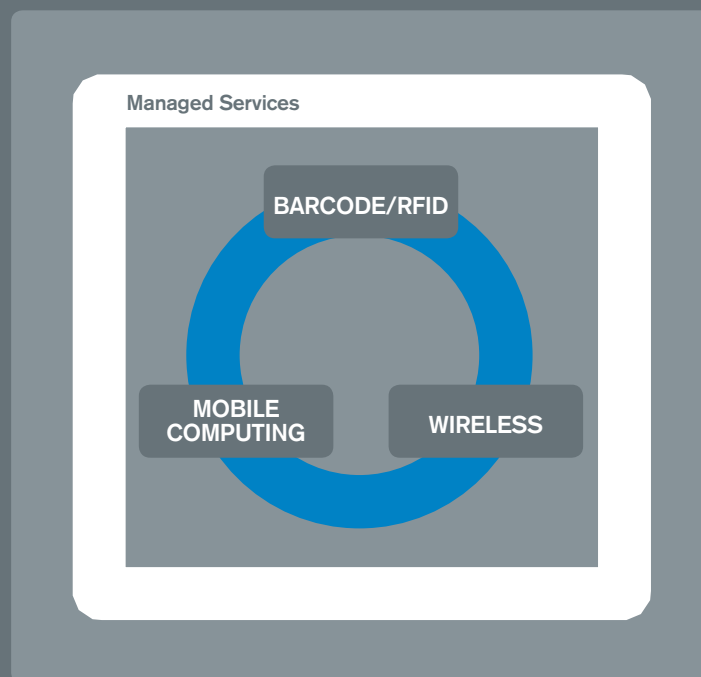 Managed Services
BARCODE/RFID
MOBILE
COMPUTING
WIRELESS